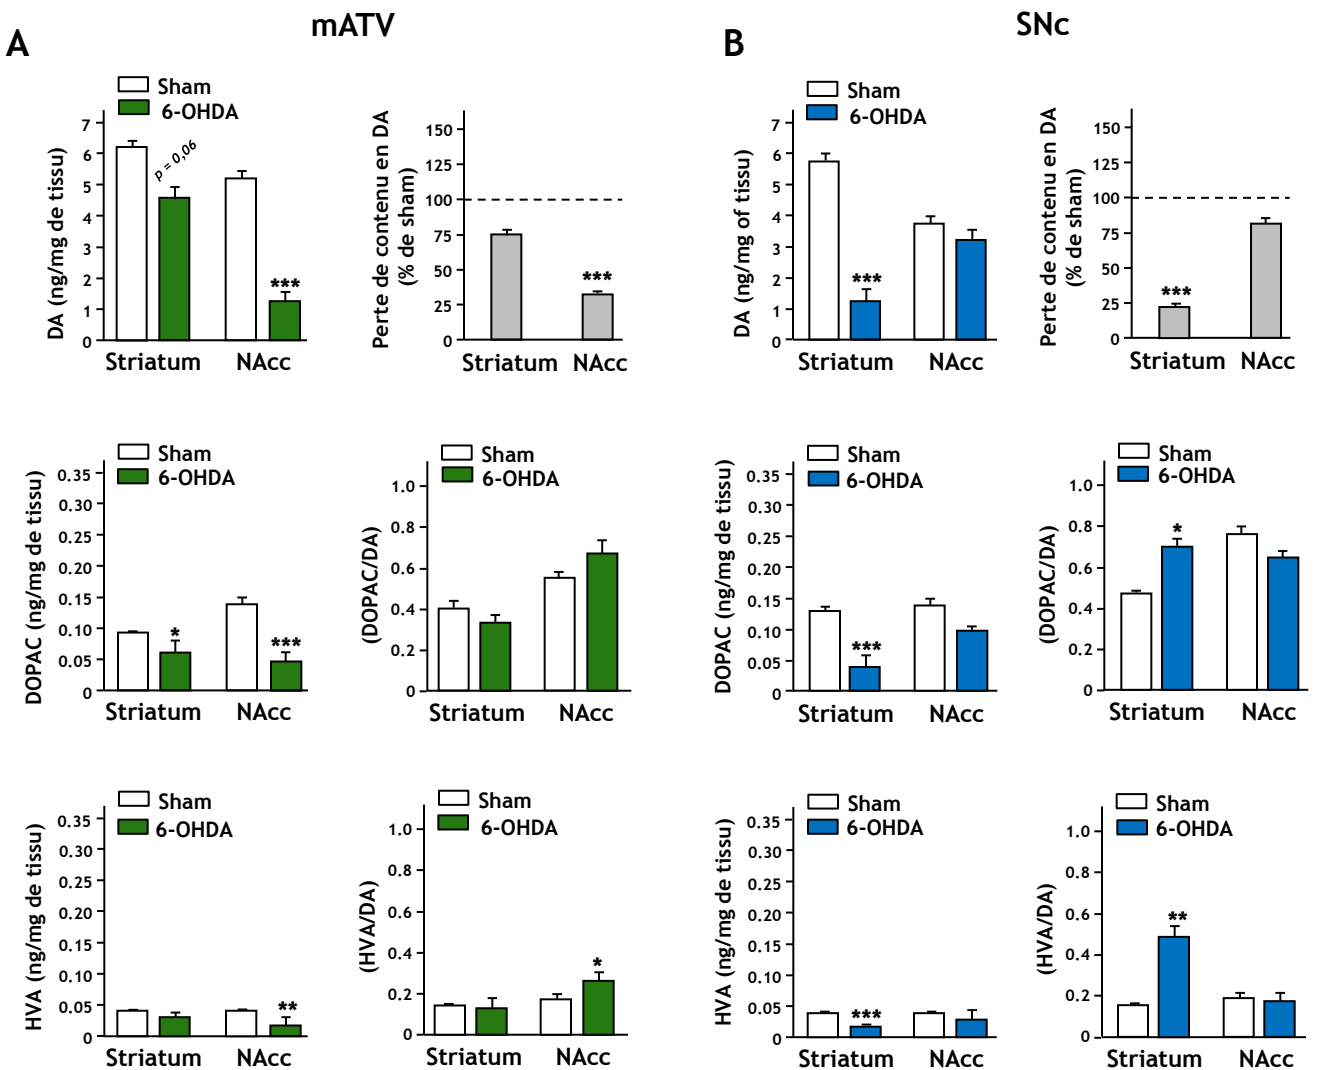 mATV
SNc
A
B
Sham
6-OHDA
DA (ng/mg de tissu)
7
6
5
4
3
2
1
0
p = 0,06
***
Striatum
NAcc
Perte de contenu en DA
(% de sham)
150
125
100
75
50
25
0
***
Striatum
NAcc
Sham
6-OHDA
DA (ng/mg of tissu)
7
6
5
4
3
2
1
0
***
Striatum
NAcc
Perte de contenu en DA
(% de sham)
150
125
100
75
50
25
0
***
Striatum
NAcc
Sham
6-OHDA
DOPAC (ng/mg de tissu)
0.35
0.30
0.25
0.20
0.15
0.10
0.05
0
*
***
Striatum
NAcc
Sham
6-OHDA
(DOPAC/DA)
1.0
0.8
0.6
0.4
0.2
0
Striatum
NAcc
Sham
6-OHDA
DOPAC (ng/mg de tissu)
0.35
0.30
0.25
0.20
0.15
0.10
0.05
0
***
Striatum
NAcc
Sham
6-OHDA
(DOPAC/DA)
1.0
0.8
0.6
0.4
0.2
0
*
Striatum
NAcc
Sham
6-OHDA
HVA (ng/mg de tissu)
0.35
0.30
0.25
0.20
0.15
0.10
0.05
0
**
Striatum
NAcc
Sham
6-OHDA
(HVA/DA)
1.0
0.8
0.6
0.4
0.2
0
*
Striatum
NAcc
Sham
6-OHDA
HVA (ng/mg de tissu)
0.35
0.30
0.25
0.20
0.15
0.10
0.05
0
***
Striatum
NAcc
Sham
6-OHDA
(HVA/DA)
1.0
0.8
0.6
0.4
0.2
0
**
Striatum
NAcc